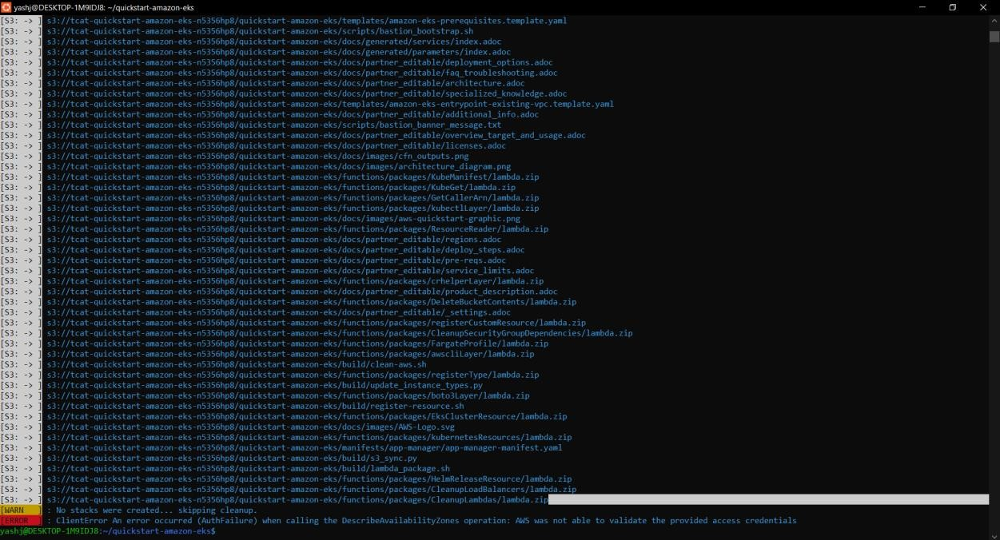 yashj@DESKTOP-1M9IDJ8: ~/quickstart-amazon-eks
[S3: -> ] s3://tcat-quickstart-amazon-eks-n5356hp8/quickstart-amazon-eks/templates/amazon-eks-prerequisites.template.yaml
[S3: -> ] s3://tcat-quickstart-amazon-eks-n5356hp8/quickstart-amazon-eks/scripts/bastion_bootstrap.sh
[S3: -> ] s3://tcat-quickstart-amazon-eks-n5356hp8/quickstart-amazon-eks/docs/generated/services/index.adoc
[S3: -> ] s3://tcat-quickstart-amazon-eks-n5356hp8/quickstart-amazon-eks/docs/generated/parameters/index.adoc
[S3: -> ] s3://tcat-quickstart-amazon-eks-n5356hp8/quickstart-amazon-eks/docs/partner_editable/deployment_options.adoc
[S3: -> ] s3://tcat-quickstart-amazon-eks-n5356hp8/quickstart-amazon-eks/docs/partner_editable/faq_troubleshooting.adoc
[S3: -> ] s3://tcat-quickstart-amazon-eks-n5356hp8/quickstart-amazon-eks/docs/partner_editable/architecture.adoc
[S3: -> ] s3://tcat-quickstart-amazon-eks-n5356hp8/quickstart-amazon-eks/docs/partner_editable/specialized_knowledge.adoc
[S3: -> ] s3://tcat-quickstart-amazon-eks-n5356hp8/quickstart-amazon-eks/templates/amazon-eks-entrypoint-existing-vpc.template.yaml
[S3: -> ] s3://tcat-quickstart-amazon-eks-n5356hp8/quickstart-amazon-eks/docs/partner_editable/additional_info.adoc
[S3: -> ] s3://tcat-quickstart-amazon-eks-n5356hp8/quickstart-amazon-eks/scripts/bastion_banner_message.txt
[S3: -> ] s3://tcat-quickstart-amazon-eks-n5356hp8/quickstart-amazon-eks/docs/partner_editable/overview_target_and_usage.adoc
[S3: -> ] s3://tcat-quickstart-amazon-eks-n5356hp8/quickstart-amazon-eks/docs/partner_editable/licenses.adoc
[S3: -> ] s3://tcat-quickstart-amazon-eks-n5356hp8/quickstart-amazon-eks/docs/images/cfn_outputs.png
[S3: -> ] s3://tcat-quickstart-amazon-eks-n5356hp8/quickstart-amazon-eks/docs/images/architecture_diagram.png
[S3: -> ] s3://tcat-quickstart-amazon-eks-n5356hp8/quickstart-amazon-eks/functions/packages/KubeManifest/lambda.zip
[S3: -> ] s3://tcat-quickstart-amazon-eks-n5356hp8/quickstart-amazon-eks/functions/packages/KubeGet/lambda.zip
[S3: -> ] s3://tcat-quickstart-amazon-eks-n5356hp8/quickstart-amazon-eks/functions/packages/GetCallerArn/lambda.zip
[S3: -> ] s3://tcat-quickstart-amazon-eks-n5356hp8/quickstart-amazon-eks/functions/packages/kubectlLayer/lambda.zip
[S3: -> ] s3://tcat-quickstart-amazon-eks-n5356hp8/quickstart-amazon-eks/docs/images/aws-quickstart-graphic.png
[S3: -> ] s3://tcat-quickstart-amazon-eks-n5356hp8/quickstart-amazon-eks/functions/packages/ResourceReader/lambda.zip
[S3: -> ] s3://tcat-quickstart-amazon-eks-n5356hp8/quickstart-amazon-eks/docs/partner_editable/regions.adoc
[S3: -> ] s3://tcat-quickstart-amazon-eks-n5356hp8/quickstart-amazon-eks/docs/partner_editable/deploy_steps.adoc
[S3: -> ] s3://tcat-quickstart-amazon-eks-n5356hp8/quickstart-amazon-eks/docs/partner_editable/pre-reqs.adoc
[S3: -> ] s3://tcat-quickstart-amazon-eks-n5356hp8/quickstart-amazon-eks/docs/partner_editable/service_limits.adoc
[S3: -> ] s3://tcat-quickstart-amazon-eks-n5356hp8/quickstart-amazon-eks/functions/packages/crhelperLayer/lambda.zip
[S3: -> ] s3://tcat-quickstart-amazon-eks-n5356hp8/quickstart-amazon-eks/docs/partner_editable/product_description.adoc
[S3: -> ] s3://tcat-quickstart-amazon-eks-n5356hp8/quickstart-amazon-eks/functions/packages/DeleteBucketContents/lambda.zip
[S3: -> ] s3://tcat-quickstart-amazon-eks-n5356hp8/quickstart-amazon-eks/docs/partner_editable/_settings.adoc
[S3: -> ] s3://tcat-quickstart-amazon-eks-n5356hp8/quickstart-amazon-eks/functions/packages/registerCustomResource/lambda.zip
[S3: -> ] s3://tcat-quickstart-amazon-eks-n5356hp8/quickstart-amazon-eks/functions/packages/CleanupSecurityGroupDependencies/lambda.zip
[S3: -> ] s3://tcat-quickstart-amazon-eks-n5356hp8/quickstart-amazon-eks/functions/packages/FargateProfile/lambda.zip
[S3: -> ] s3://tcat-quickstart-amazon-eks-n5356hp8/quickstart-amazon-eks/functions/packages/awscliLayer/lambda.zip
[S3: -> ] s3://tcat-quickstart-amazon-eks-n5356hp8/quickstart-amazon-eks/build/clean-aws.sh
[S3: -> ] s3://tcat-quickstart-amazon-eks-n5356hp8/quickstart-amazon-eks/functions/packages/registerType/lambda.zip
[S3: -> ] s3://tcat-quickstart-amazon-eks-n5356hp8/quickstart-amazon-eks/build/update_instance_types.py
[S3: -> ] s3://tcat-quickstart-amazon-eks-n5356hp8/quickstart-amazon-eks/functions/packages/boto3Layer/lambda.zip
[S3: -> ] s3://tcat-quickstart-amazon-eks-n5356hp8/quickstart-amazon-eks/build/register-resource.sh
[S3: -> ] s3://tcat-quickstart-amazon-eks-n5356hp8/quickstart-amazon-eks/functions/packages/EksClusterResource/lambda.zip
[S3: -> ] s3://tcat-quickstart-amazon-eks-n5356hp8/quickstart-amazon-eks/docs/images/AWS-Logo.svg
[S3: -> ] s3://tcat-quickstart-amazon-eks-n5356hp8/quickstart-amazon-eks/functions/packages/kubernetesResources/lambda.zip
[S3: -> ] s3://tcat-quickstart-amazon-eks-n5356hp8/quickstart-amazon-eks/manifests/app-manager/app-manager-manifest.yaml
[S3: -> ] s3://tcat-quickstart-amazon-eks-n5356hp8/quickstart-amazon-eks/build/s3_sync.py
[S3: -> ] s3://tcat-quickstart-amazon-eks-n5356hp8/quickstart-amazon-eks/build/lambda_package.sh
[S3: -> ] s3://tcat-quickstart-amazon-eks-n5356hp8/quickstart-amazon-eks/functions/packages/HelmReleaseResource/lambda.zip
[S3: -> ] s3://tcat-quickstart-amazon-eks-n5356hp8/quickstart-amazon-eks/functions/packages/CleanupLoadBalancers/lambda.zip
[S3: -> ] s3://tcat-quickstart-amazon-eks-n5356hp8/quickstart-amazon-eks/functions/packages/CleanupLambdas/lambda.zip
[WARN   ] : No stacks were created... skipping cleanup.
[ERROR  ] : ClientError An error occurred (AuthFailure) when calling the DescribeAvailabilityZones operation: AWS was not able to validate the provided access credentials
yashj@DESKTOP-1M9IDJ8:~/quickstart-amazon-eks$